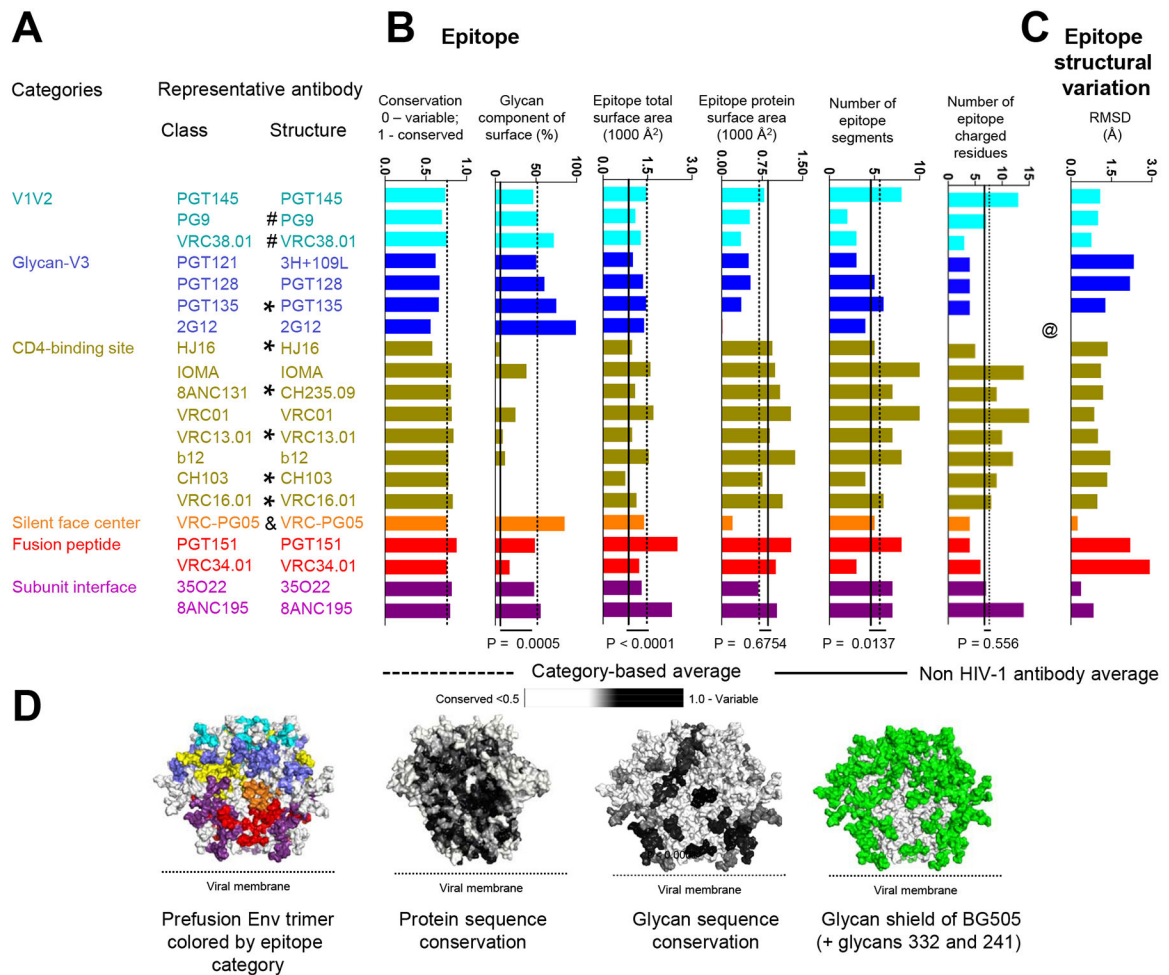 A
B
Epitope
C
Epitope
structural
variation
Categories
Representative antibody
Class
Structure
Conservation
0 – variable;
1 - conserved
Glycan
component of
surface (%)
Epitope total
surface area
(1000 Å²)
Epitope protein
surface area
(1000 Å²)
Number of
epitope
segments
Number of
epitope
charged
residues
RMSD
(Å)
0.0 0.5 1.0
0 50 100
0.0 1.5 3.0
0.00 0.75 1.50
0 5 10
0 5 10 15
0.0 1.5 3.0
V1V2 PGT145 PGT145
PG9 # PG9
VRC38.01 # VRC38.01
Glycan-V3 PGT121 3H+109L
PGT128 PGT128
PGT135 * PGT135
2G12 2G12 @
CD4-binding site HJ16 * HJ16
IOMA IOMA
8ANC131 * CH235.09
VRC01 VRC01
VRC13.01 * VRC13.01
b12 b12
CH103 * CH103
VRC16.01 * VRC16.01
Silent face center VRC-PG05 & VRC-PG05
Fusion peptide PGT151 PGT151
VRC34.01 VRC34.01
Subunit interface 35O22 35O22
8ANC195 8ANC195
P = 0.0005
P < 0.0001
P = 0.6754
P = 0.0137
P = 0.556
Category-based average
Non HIV-1 antibody average
D
Conserved <0.5
1.0 - Variable
Viral membrane
Viral membrane
Viral membrane
Viral membrane
Prefusion Env trimer
colored by epitope
category
Protein sequence
conservation
Glycan sequence
conservation
Glycan shield of BG505
(+ glycans 332 and 241)